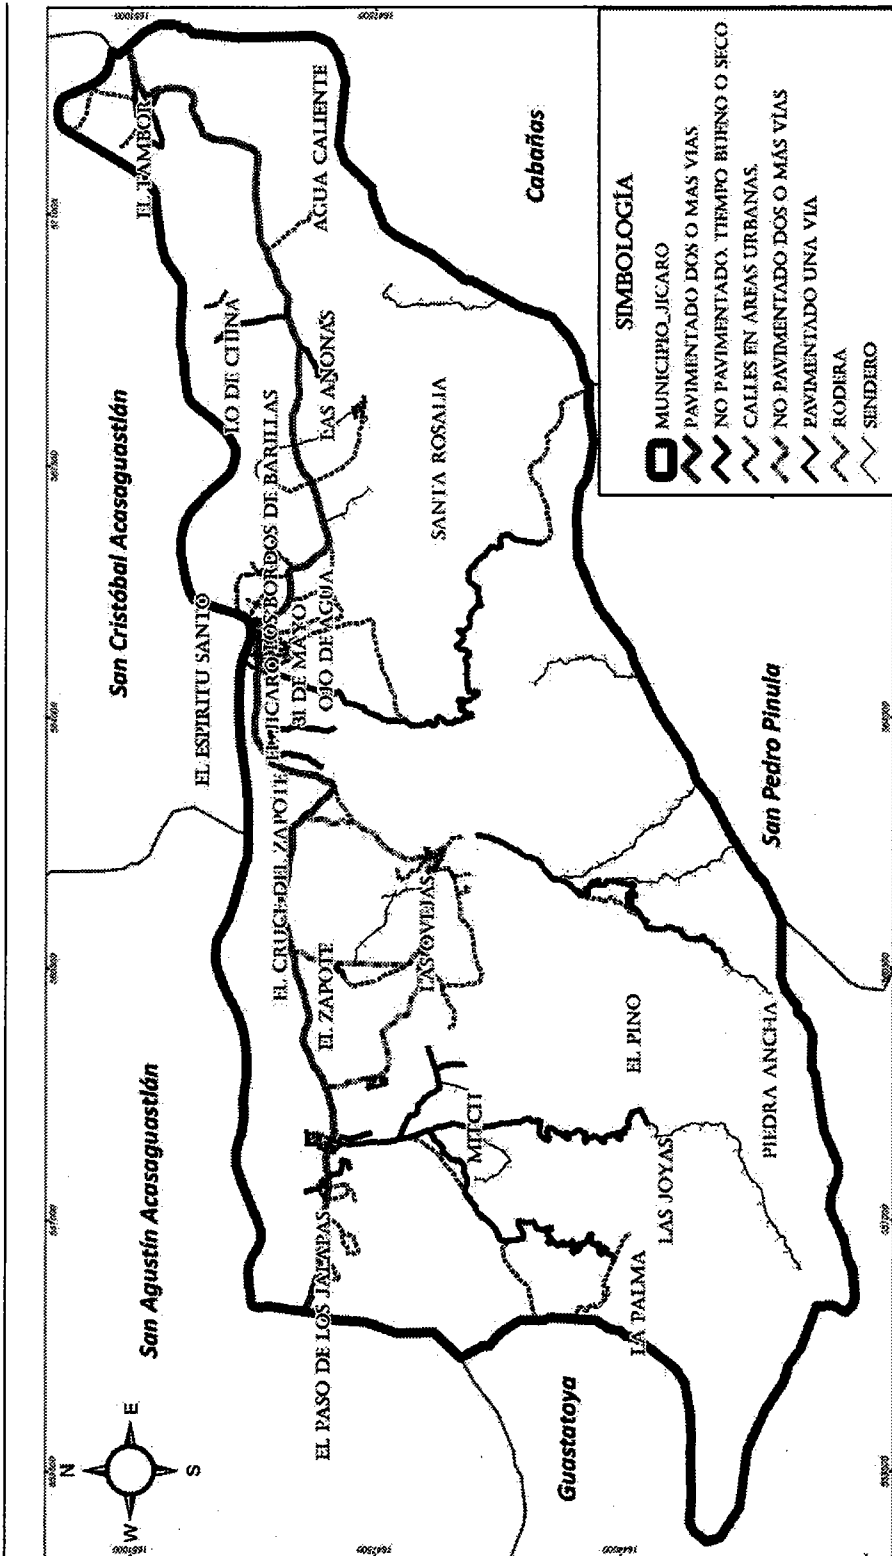 N
W
E
S
San Agustín Acasaguastlán
San Cristóbal Acasaguastlán
Cabañas
San Pedro Pinula
Guastatoya
EL TAMBOR
AGUA CALIENTE
LO DE CHINA
LAS ANONAS
EL ESPIRITU SANTO
LOS BORDOS DE BARILLAS
EL JICARO
31 DE MAYO
OJO DE AGUA
SANTA ROSALIA
EL CRUCE DEL ZAPOTE
EL ZAPOTE
LAS OVEJAS
EL PASO DE LOS JALAPAS
EL PINO
LAS JOYAS
LA PALMA
PIEDRA ANCHA
SIMBOLOGÍA
MUNICIPIO_JICARO
PAVIMENTADO DOS O MAS VIAS
NO PAVIMENTADO, TIEMPO BUENO O SECO
CALLES EN ÁREAS URBANAS.
NO PAVIMENTADO DOS O MÁS VIAS
PAVIMENTADO UNA VIA
RODERA
SENDERO